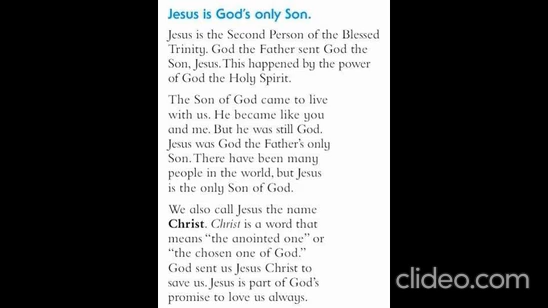 Jesus is God's only Son.
Jesus is the Second Person of the Blessed
Trinity. God the Father sent God the
Son, Jesus. This happened by the power
of God the Holy Spirit.
The Son of God came to live
with us. He became like you
and me. But he was still God.
Jesus was God the Father's only
Son. There have been many
people in the world, but Jesus
is the only Son of God.
We also call Jesus the name
Christ. Christ is a word that
means “the anointed one” or
“the chosen one of God.”
God sent us Jesus Christ to
save us. Jesus is part of God's
promise to love us always.
clideo.com